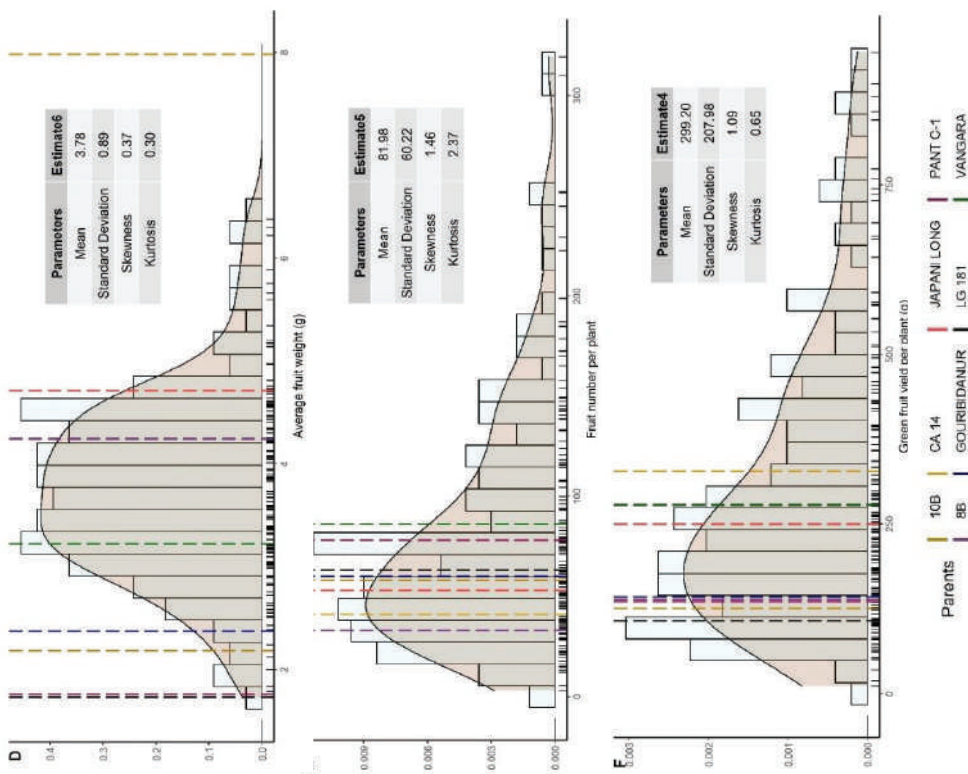 D
0.4
0.3
0.2
0.1
0.0
2
4
6
8
Average fruit weight (g)
Parameters Estimate6
Mean 3.78
Standard Deviation 0.89
Skewness 0.37
Kurtosis 0.30
0.009
0.006
0.003
0.000
0
100
200
300
Fruit number per plant
Parameters Estimate5
Mean 81.98
Standard Deviation 60.22
Skewness 1.46
Kurtosis 2.37
0.003
0.002
0.001
0.000
0
250
500
750
Green fruit yield per plant (g)
Parameters Estimate4
Mean 299.20
Standard Deviation 207.98
Skewness 1.09
Kurtosis 0.65
Parents
10B CA 14 JAPANI LONG PANT C-1
8B GOURIBIDANUR LG 181 VANGARA